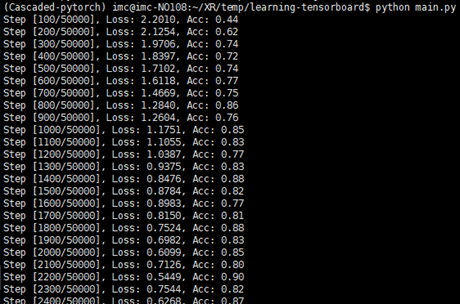 (Cascaded-pytorch) imc@imc-NO108:~/XR/temp/learning-tensorboard$ python main.py
Step [100/50000], Loss: 2.2010, Acc: 0.44
Step [200/50000], Loss: 2.1254, Acc: 0.62
Step [300/50000], Loss: 1.9706, Acc: 0.74
Step [400/50000], Loss: 1.8397, Acc: 0.72
Step [500/50000], Loss: 1.7102, Acc: 0.74
Step [600/50000], Loss: 1.6118, Acc: 0.77
Step [700/50000], Loss: 1.4669, Acc: 0.75
Step [800/50000], Loss: 1.2840, Acc: 0.86
Step [900/50000], Loss: 1.2604, Acc: 0.76
Step [1000/50000], Loss: 1.1751, Acc: 0.85
Step [1100/50000], Loss: 1.1055, Acc: 0.83
Step [1200/50000], Loss: 1.0387, Acc: 0.77
Step [1300/50000], Loss: 0.9375, Acc: 0.83
Step [1400/50000], Loss: 0.8476, Acc: 0.88
Step [1500/50000], Loss: 0.8784, Acc: 0.82
Step [1600/50000], Loss: 0.8983, Acc: 0.77
Step [1700/50000], Loss: 0.8150, Acc: 0.81
Step [1800/50000], Loss: 0.7524, Acc: 0.88
Step [1900/50000], Loss: 0.6982, Acc: 0.83
Step [2000/50000], Loss: 0.6099, Acc: 0.85
Step [2100/50000], Loss: 0.7126, Acc: 0.80
Step [2200/50000], Loss: 0.5449, Acc: 0.90
Step [2300/50000], Loss: 0.7544, Acc: 0.82
Step [2400/50000], Loss: 0.6268, Acc: 0.87